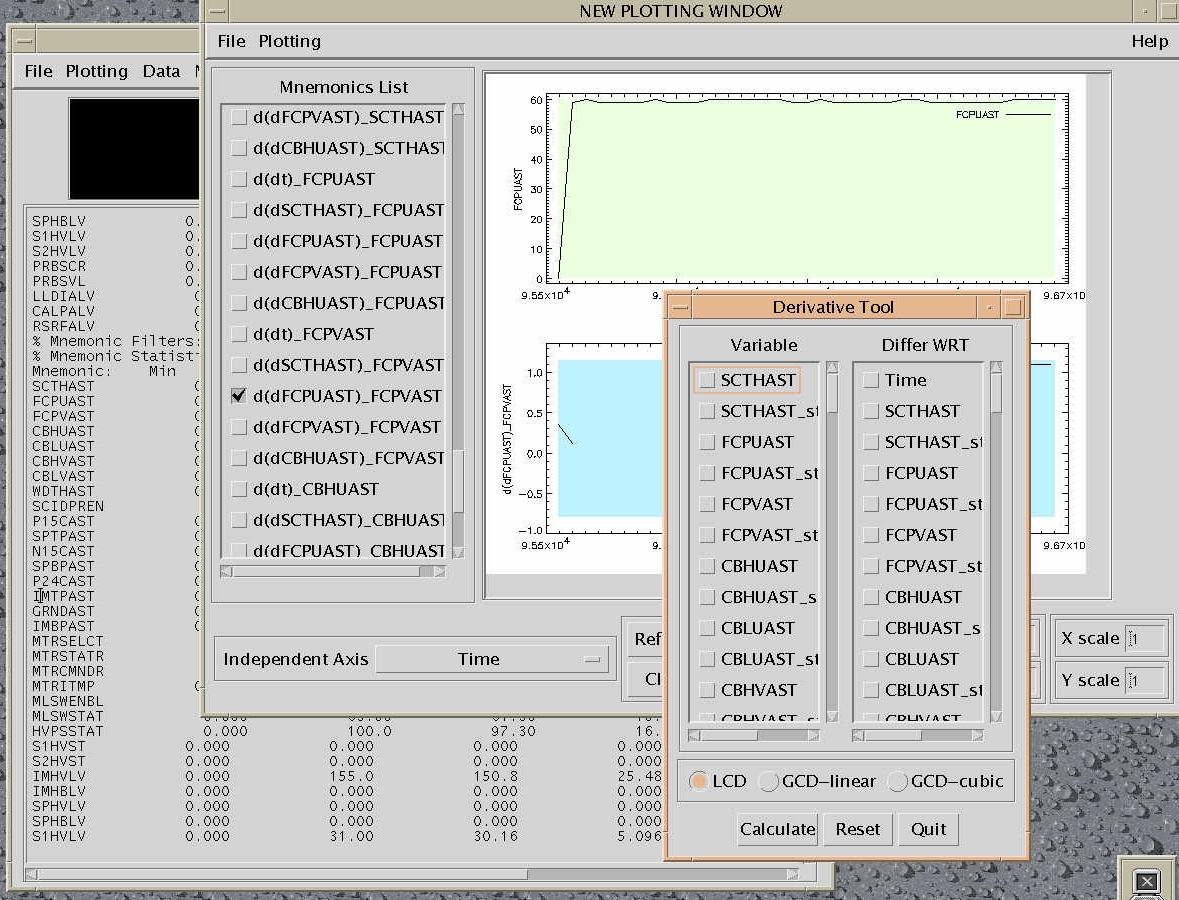 NEW PLOTTING WINDOW
File Plotting Help
File Plotting Data
Mnemonics List
d(dFCPVAST)_SCTHAST
d(dCBHUAST)_SCTHAST
d(dt)_FCPUAST
d(dSCTHAST)_FCPUAST
d(dFCPUAST)_FCPUAST
d(dFCPVAST)_FCPUAST
d(dCBHUAST)_FCPUAST
d(dt)_FCPVAST
d(dSCTHAST)_FCPVAST
d(dFCPUAST)_FCPVAST
d(dFCPVAST)_FCPVAST
d(dCBHUAST)_FCPVAST
d(dt)_CBHUAST
d(dSCTHAST)_CBHUAST
d(dFCPUAST)_CBHUAST
60
50
40
30
20
10
0
FCPUAST
FCPUAST
9.55×10⁴
9.
9.67×10
1.0
0.5
0.0
−0.5
−1.0
d(dFCPUAST)_FCPVAST
9.55×10⁴
9.
9.67×10
Independent Axis Time
Ref
Cl
X scale 1
Y scale 1
Derivative Tool
Variable
SCTHAST
SCTHAST_st
FCPUAST
FCPUAST_st
FCPVAST
FCPVAST_st
CBHUAST
CBHUAST_s
CBLUAST
CBLUAST_st
CBHVAST
CBHVAST_st
Differ WRT
Time
SCTHAST
SCTHAST_st
FCPUAST
FCPUAST_st
FCPVAST
FCPVAST_st
CBHUAST
CBHUAST_s
CBLUAST
CBLUAST_st
CBHVAST
LCD GCD−linear GCD−cubic
Calculate Reset Quit
SPHBLV 0.
S1HVLV 0.
S2HVLV 0.
PRBSCR 0.
PRBSVL 0.
LLDIALV
CALPALV
RSRFALV
% Mnemonic Filters:
% Mnemonic Statist
Mnemonic: Min
SCTHAST
FCPUAST
FCPVAST
CBHUAST
CBLUAST
CBHVAST
CBLVAST
WDTHAST
SCIDPREN
P15CAST
SPTPAST
N15CAST
SPBPAST
P24CAST
IMTPAST
GRNDAST
IMBPAST
MTRSELCT
MTRSTATR
MTRCMNDR
MTRITMP
MLSWENBL
MLSWSTAT
HVPSSTAT 0.000 100.0 97.30 16.
S1HVST 0.000 0.000 0.000 0.000
S2HVST 0.000 0.000 0.000 0.000
IMHVLV 0.000 155.0 150.8 25.48
IMHBLV 0.000 0.000 0.000 0.000
SPHVLV 0.000 0.000 0.000 0.000
SPHBLV 0.000 0.000 0.000 0.000
S1HVLV 0.000 31.00 30.16 5.096